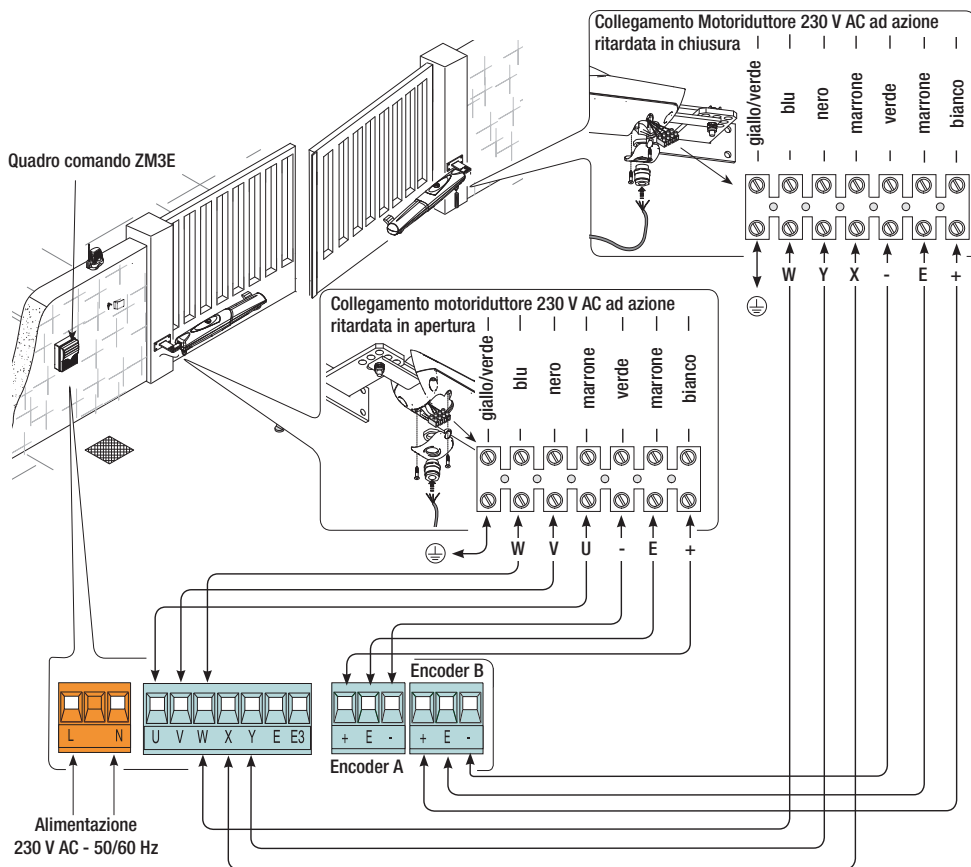 Collegamento Motoriduttore 230 V AC ad azione
ritardata in chiusura
giallo/verde
blu
nero
marrone
verde
marrone
bianco
W Y X - E +
Quadro comando ZM3E
Collegamento motoriduttore 230 V AC ad azione
ritardata in apertura
giallo/verde
blu
nero
marrone
verde
marrone
bianco
W V U - E +
Encoder B
L N
U V W X Y E E3
+ E -
+ E -
Encoder A
Alimentazione
230 V AC - 50/60 Hz